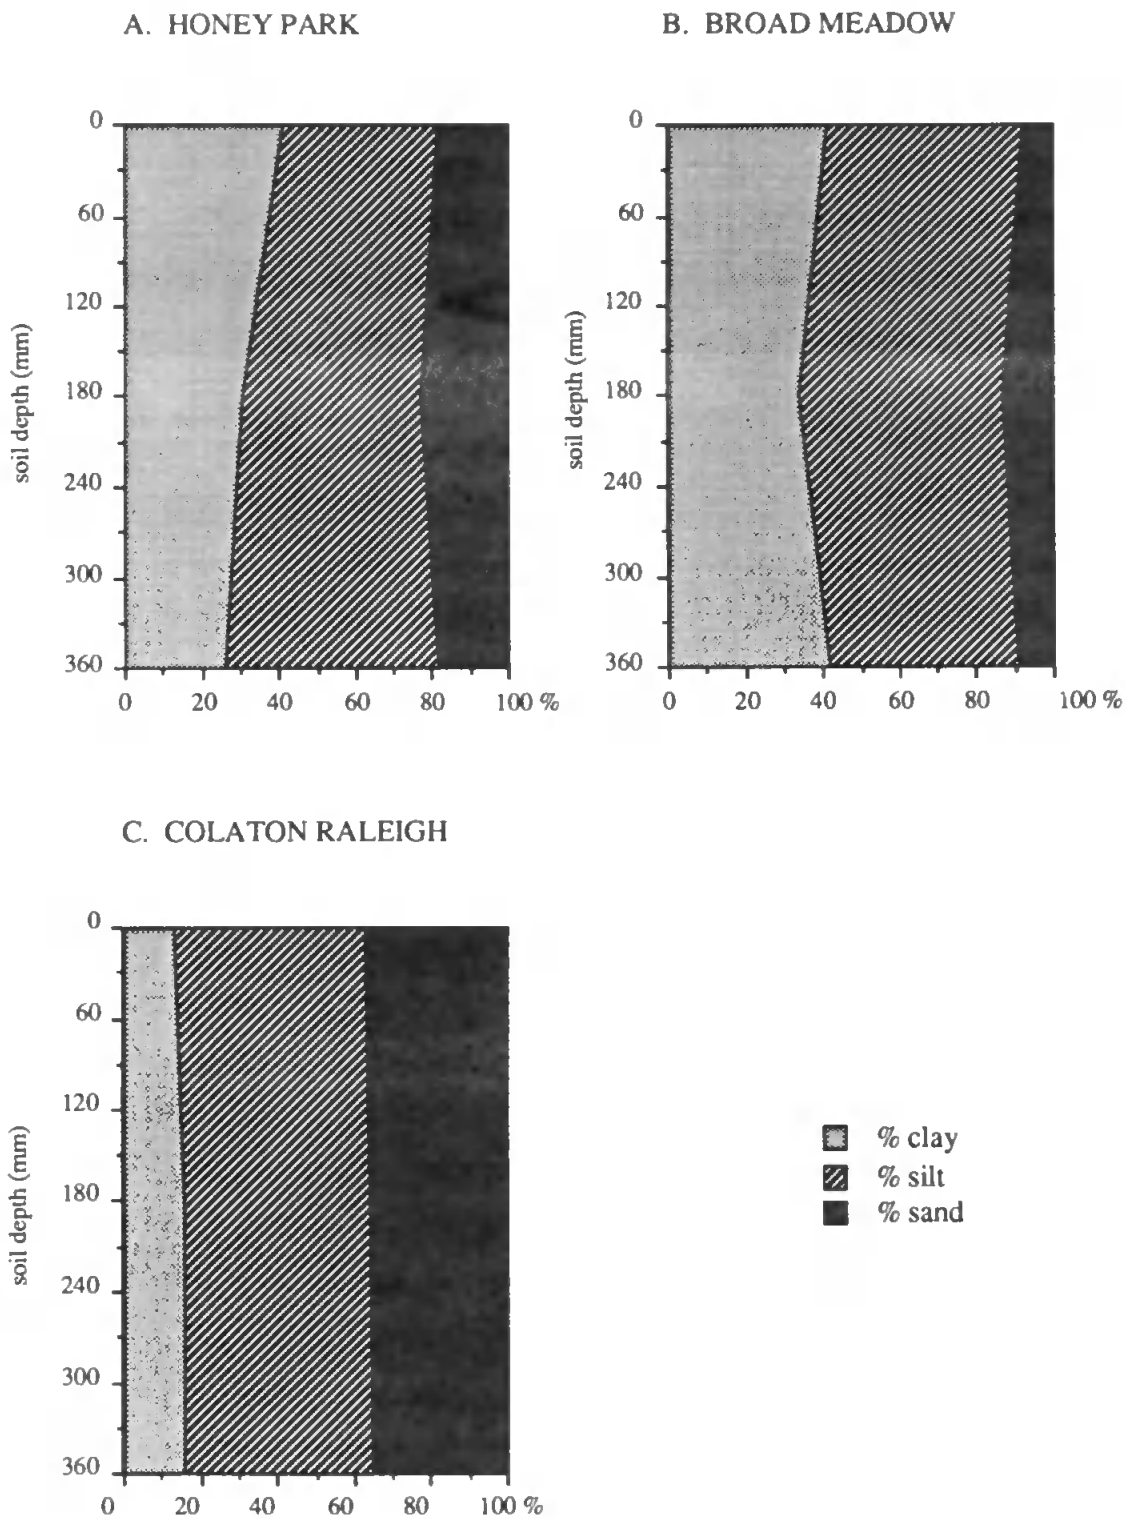 A. HONEY PARK
B. BROAD MEADOW
0
60
120
180
240
300
360
soil depth (mm)
0 20 40 60 80 100 %
0
60
120
180
240
300
360
soil depth (mm)
0 20 40 60 80 100 %
C. COLATON RALEIGH
0
60
120
180
240
300
360
soil depth (mm)
0 20 40 60 80 100 %
% clay
% silt
% sand